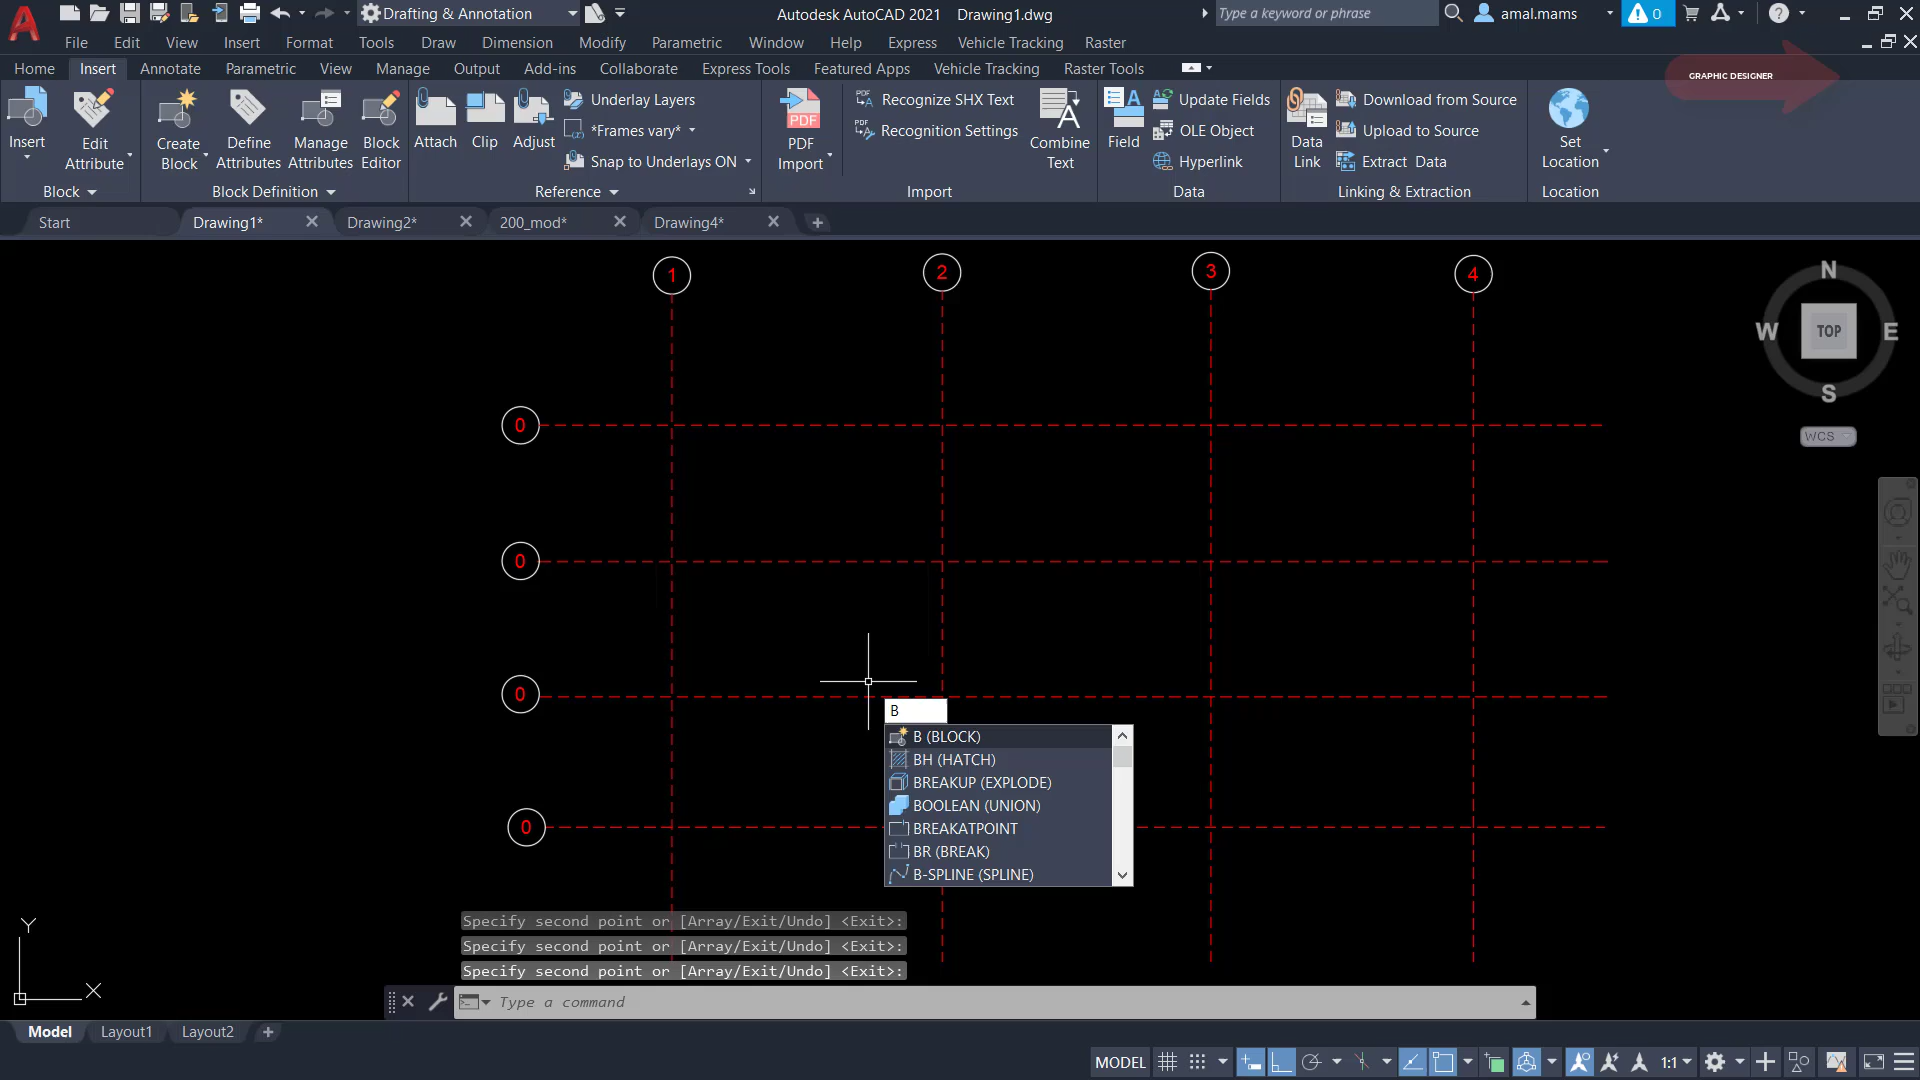 Drafting & Annotation
Autodesk AutoCAD 2021 Drawing1.dwg
Type a keyword or phrase
amal.mams
0
?
File Edit View Insert Format Tools Draw Dimension Modify Parametric Window Help Express Vehicle Tracking Raster
Home Insert Annotate Parametric View Manage Output Add-ins Collaborate Express Tools Featured Apps Vehicle Tracking Raster Tools
GRAPHIC DESIGNER
Insert
Edit
Attribute
Create
Block
Define
Attributes
Manage
Attributes
Block
Editor
Attach
Clip
Adjust
Underlay Layers
*Frames vary*
Snap to Underlays ON
PDF
PDF
Import
PDF
Recognize SHX Text
PDF
Recognition Settings
Combine
Text
Field
Update Fields
OLE Object
Hyperlink
Data
Link
Download from Source
Upload to Source
Extract Data
Set
Location
Block
Block Definition
Reference
Import
Data
Linking & Extraction
Location
Start Drawing1* Drawing2* 200_mod* Drawing4*
1 2 3 4
0
0
0
0
N
W TOP E
S
WCS
B
B (BLOCK)
BH (HATCH)
BREAKUP (EXPLODE)
BOOLEAN (UNION)
BREAKATPOINT
BR (BREAK)
B-SPLINE (SPLINE)
Y
X
Specify second point or [Array/Exit/Undo] <Exit>:
Specify second point or [Array/Exit/Undo] <Exit>:
Specify second point or [Array/Exit/Undo] <Exit>:
Type a command
Model Layout1 Layout2
MODEL
1:1